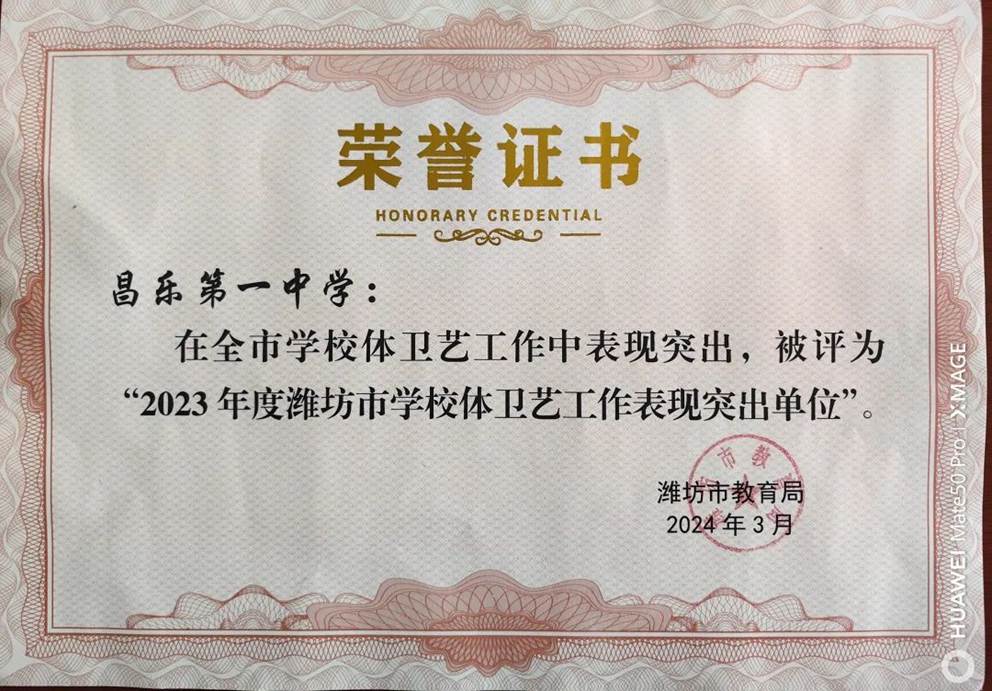 荣誉证书
HONORARY CREDENTIAL
昌乐第一中学：
在全市学校体卫艺工作中表现突出，被评为
“2023年度潍坊市学校体卫艺工作表现突出单位”。
潍坊市教育局
2024年3月
市教
HUAWEI Mate50 Pro | XMAGE